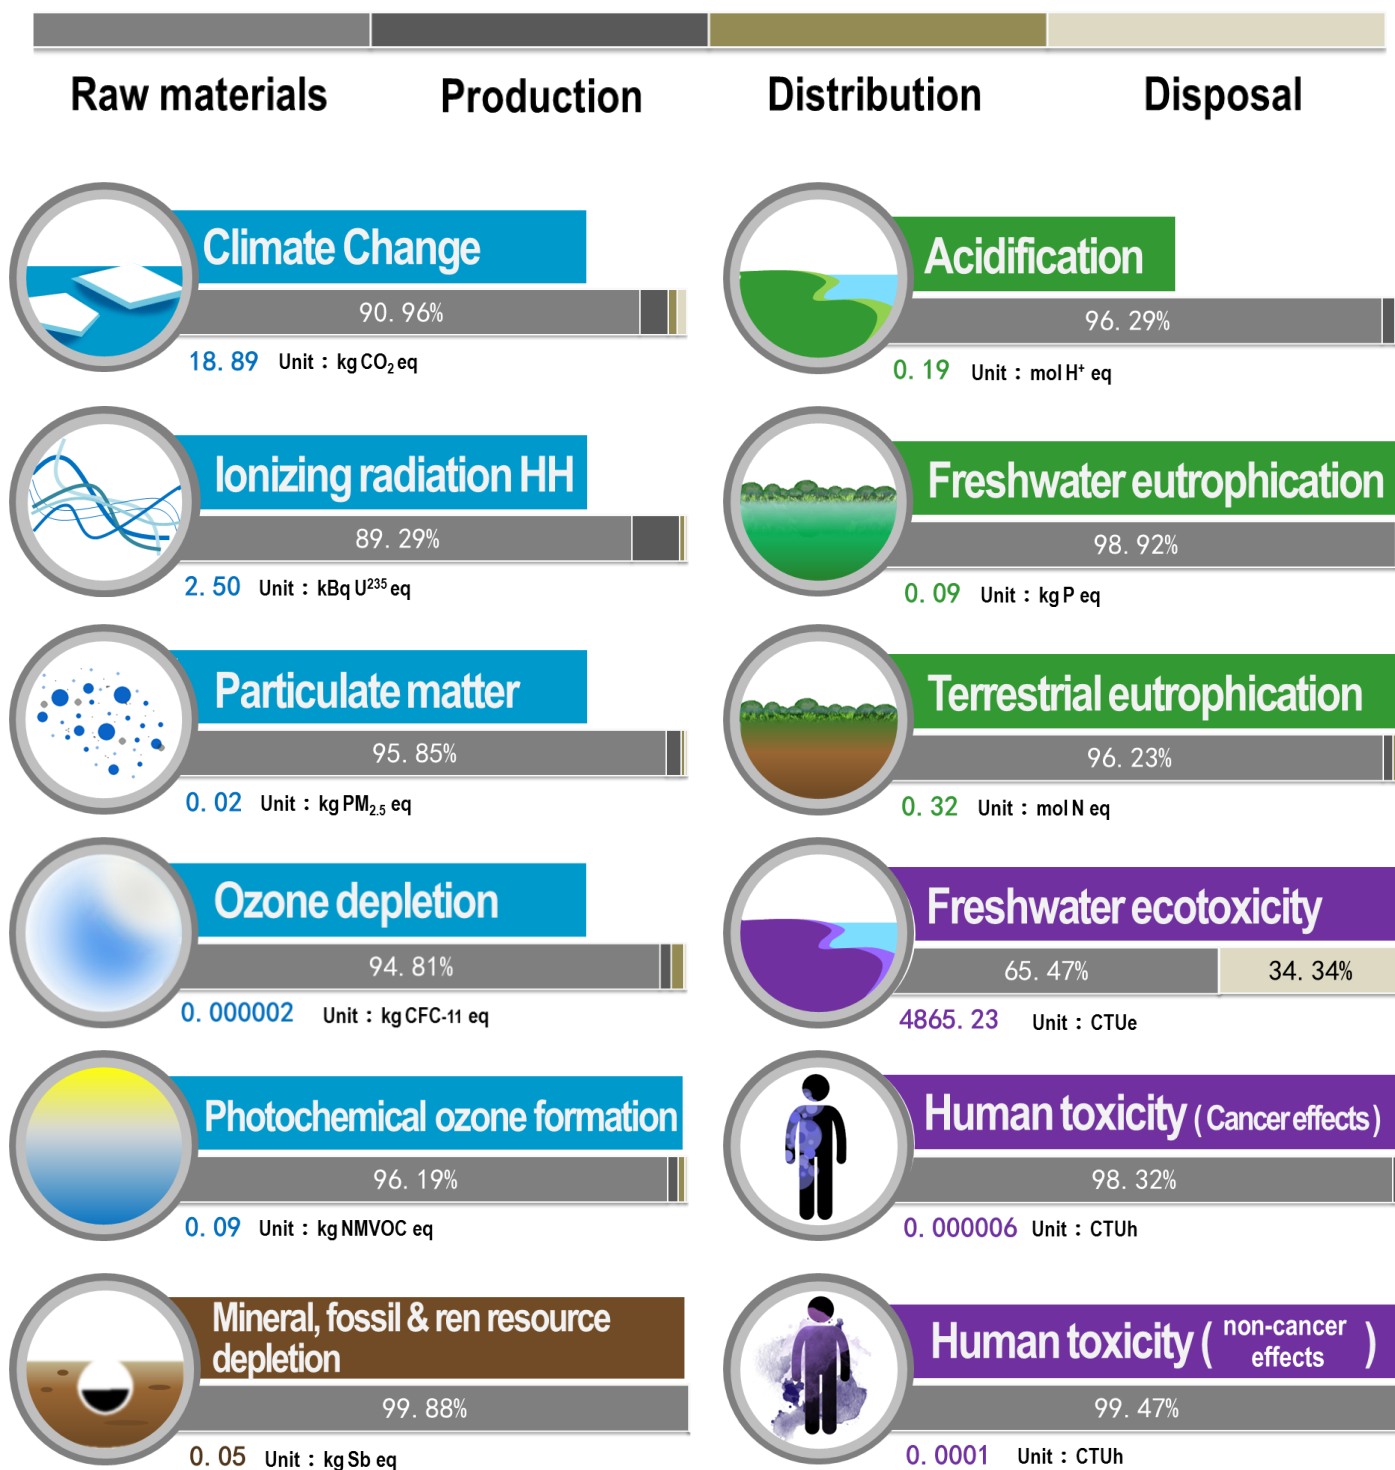 Raw materials
Production
Distribution
Disposal
Climate Change
90.96%
18.89 Unit : kg CO₂ eq
Ionizing radiation HH
89.29%
2.50 Unit : kBq U²³⁵ eq
Particulate matter
95.85%
0.02 Unit : kg PM₂.₅ eq
Ozone depletion
94.81%
0.000002 Unit : kg CFC-11 eq
Photochemical ozone formation
96.19%
0.09 Unit : kg NMVOC eq
Mineral, fossil & ren resource
depletion
99.88%
0.05 Unit : kg Sb eq
Acidification
96.29%
0.19 Unit : mol H⁺ eq
Freshwater eutrophication
98.92%
0.09 Unit : kg P eq
Terrestrial eutrophication
96.23%
0.32 Unit : mol N eq
Freshwater ecotoxicity
65.47% 34.34%
4865.23 Unit : CTUe
Human toxicity ( Cancer effects )
98.32%
0.000006 Unit : CTUh
Human toxicity ( non-cancer
effects )
99.47%
0.0001 Unit : CTUh